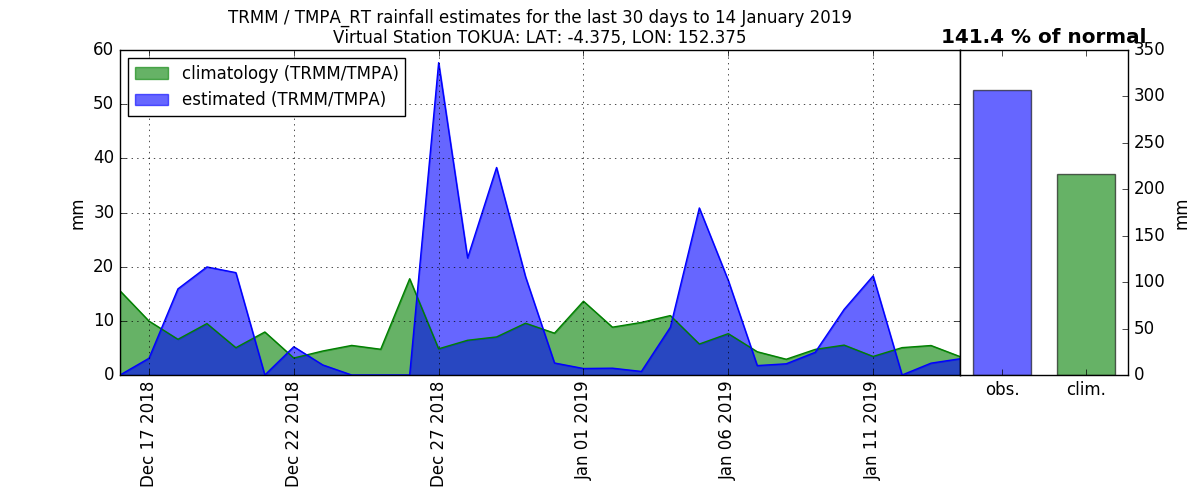 TRMM / TMPA_RT rainfall estimates for the last 30 days to 14 January 2019
Virtual Station TOKUA: LAT: -4.375, LON: 152.375
141.4 % of normal
climatology (TRMM/TMPA)
estimated (TRMM/TMPA)
mm
60
50
40
30
20
10
0
Dec 17 2018
Dec 22 2018
Dec 27 2018
Jan 01 2019
Jan 06 2019
Jan 11 2019
obs.
clim.
350
300
250
200
150
100
50
0
mm